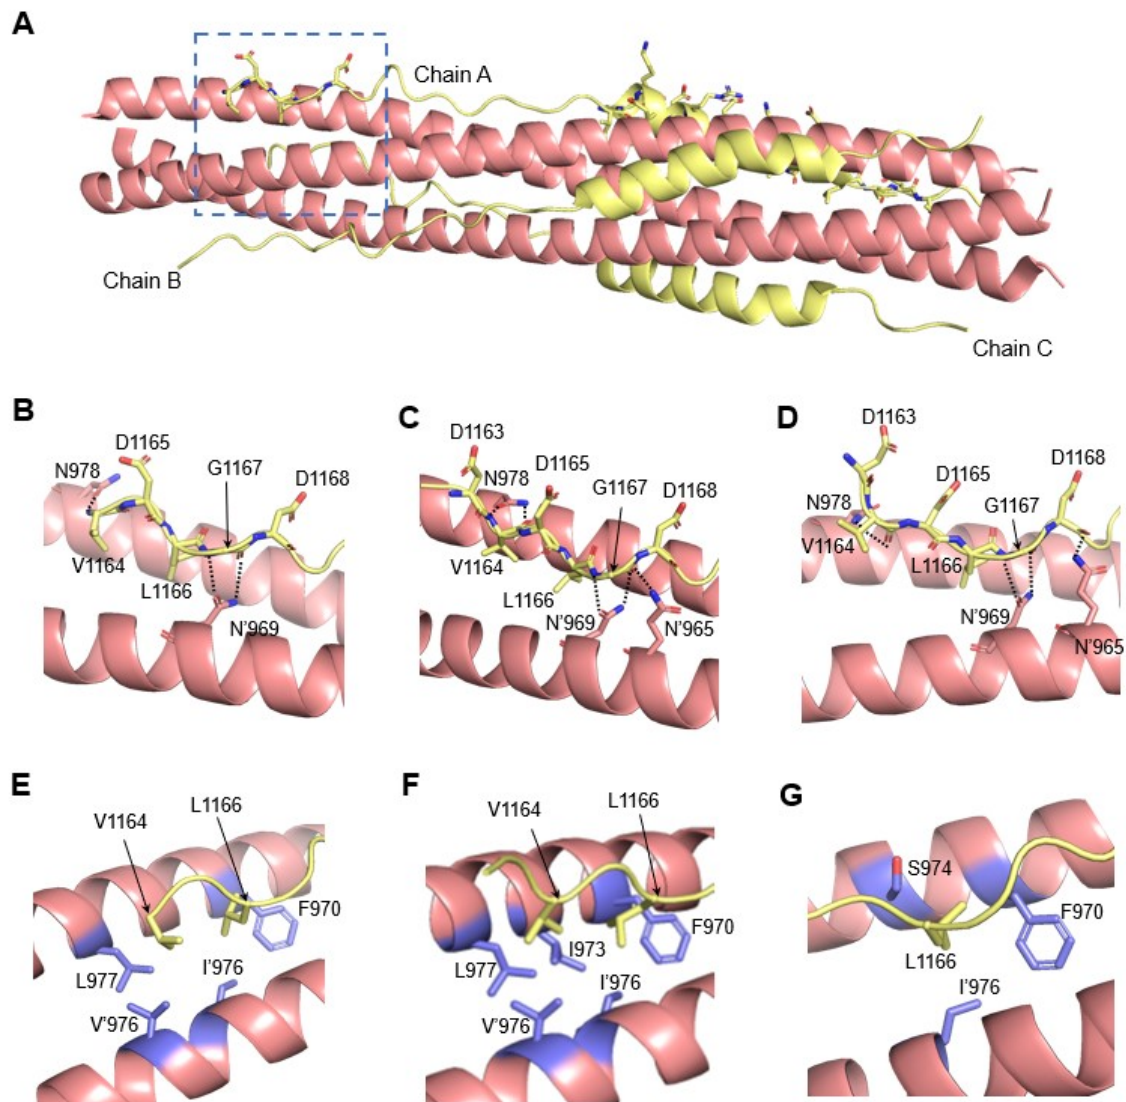 A
Chain A
Chain B
Chain C
B
D1165
N978
G1167
D1168
V1164
L1166
N'969
C
D1163
N978
D1165
G1167
D1168
V1164
L1166
N'969
N'965
D
D1163
D1165
D1168
N978
G1167
V1164
L1166
N'969
N'965
E
L1166
V1164
F970
L977
I'976
V'976
F
V1164
L1166
F970
I973
L977
I'976
V'976
G
S974
F970
L1166
I'976